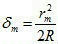 δₘ = rₘ² / 2R